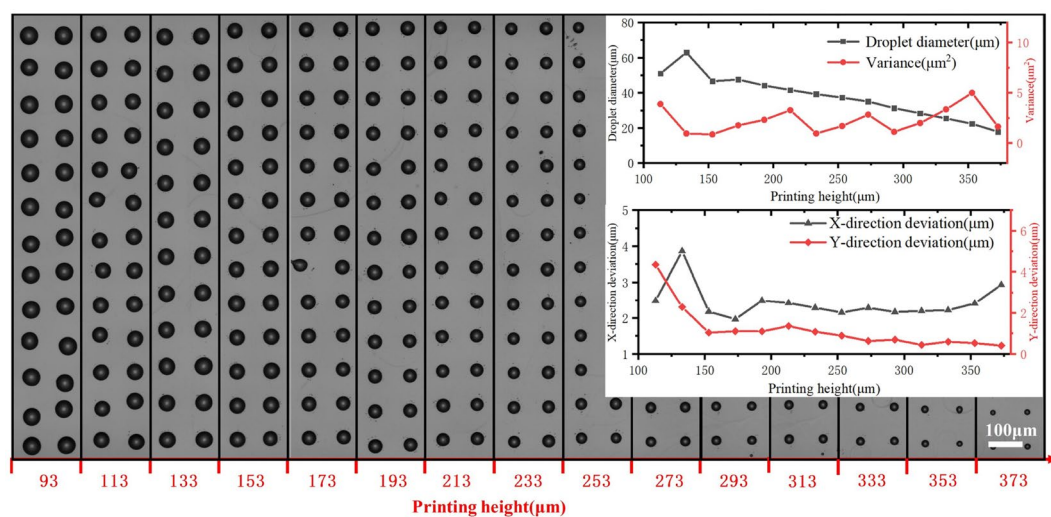 80
60
40
20
0
Droplet diameter(μm)
Droplet diameter(μm)
Variance(μm²)
10
5
0
Variance(μm²)
100 150 200 250 300 350
Printing height(μm)
5
4
3
2
1
X-direction deviation(μm)
X-direction deviation(μm)
Y-direction deviation(μm)
6
4
2
0
Y-direction deviation(μm)
100 150 200 250 300 350
Printing height(μm)
100μm
93 113 133 153 173 193 213 233 253 273 293 313 333 353 373
Printing height(μm)